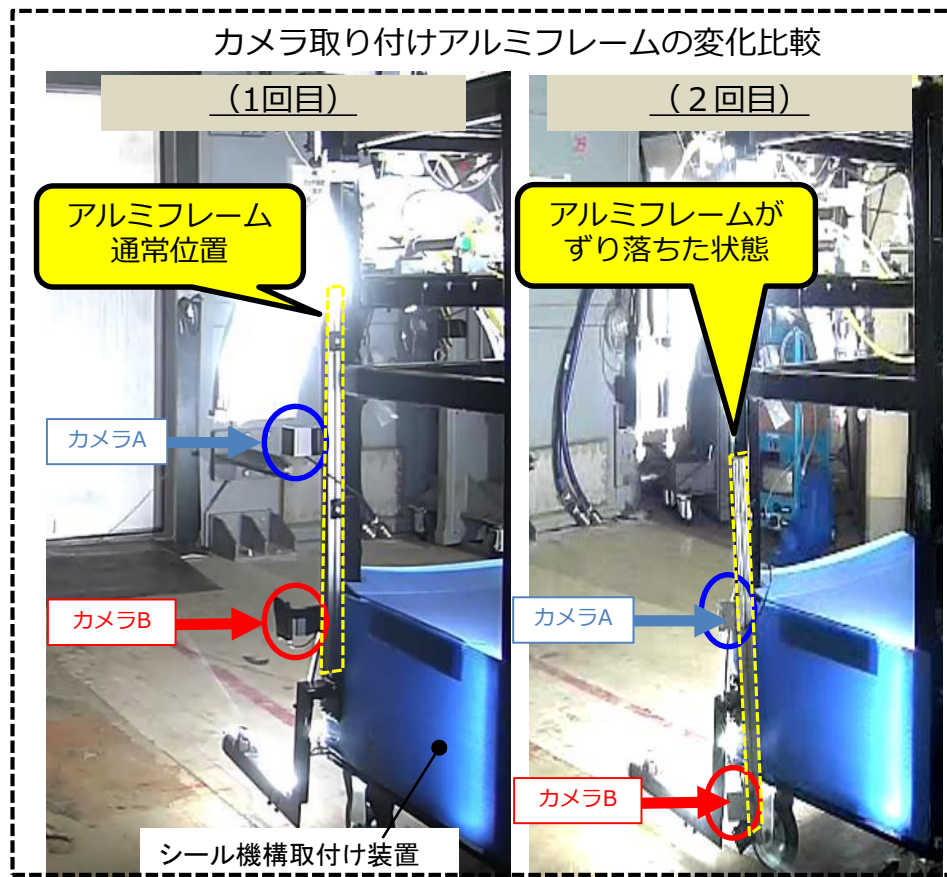 カメラ取り付けアルミフレームの変化比較
(1回目)
(２回目)
アルミフレーム
通常位置
アルミフレームが
ずり落ちた状態
カメラA
カメラB
カメラA
カメラB
シール機構取付け装置